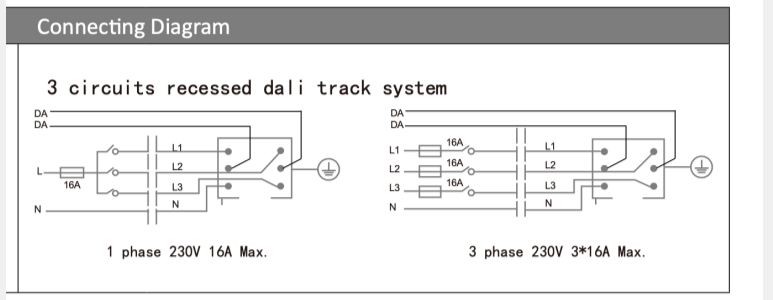 Connecting Diagram
3 circuits recessed dali track system
DA
DA
L
16A
N
L1
L2
L3
N
1 phase 230V 16A Max.
DA
DA
L1
16A
L2
16A
L3
16A
N
L1
L2
L3
N
3 phase 230V 3*16A Max.